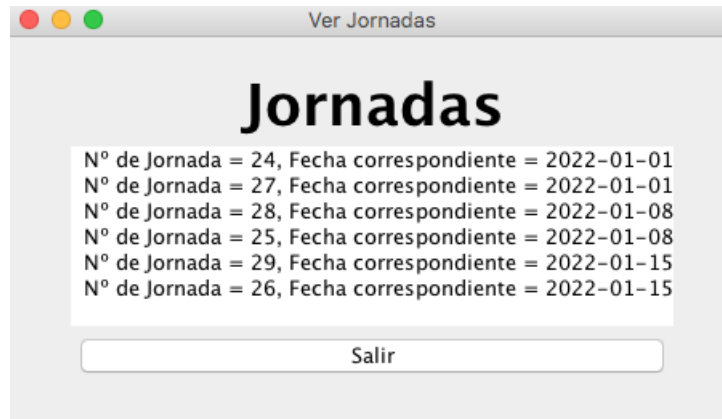 Ver Jornadas
Jornadas
Nº de Jornada = 24, Fecha correspondiente = 2022-01-01
Nº de Jornada = 27, Fecha correspondiente = 2022-01-01
Nº de Jornada = 28, Fecha correspondiente = 2022-01-08
Nº de Jornada = 25, Fecha correspondiente = 2022-01-08
Nº de Jornada = 29, Fecha correspondiente = 2022-01-15
Nº de Jornada = 26, Fecha correspondiente = 2022-01-15
Salir